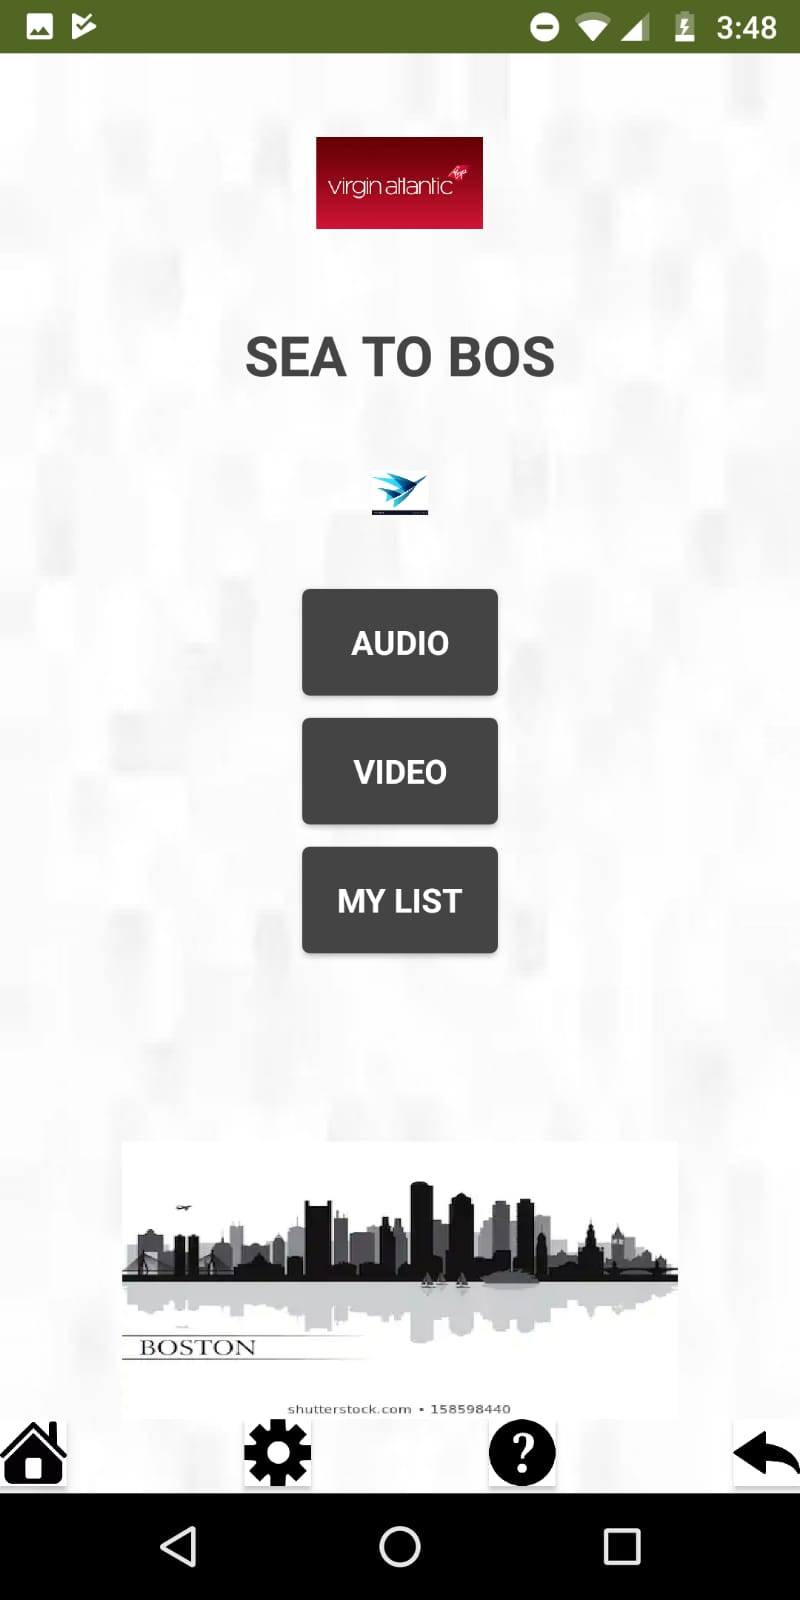 3:48
virgin atlantic
SEA TO BOS
AUDIO
VIDEO
MY LIST
BOSTON
shutterstock.com • 158598440
?